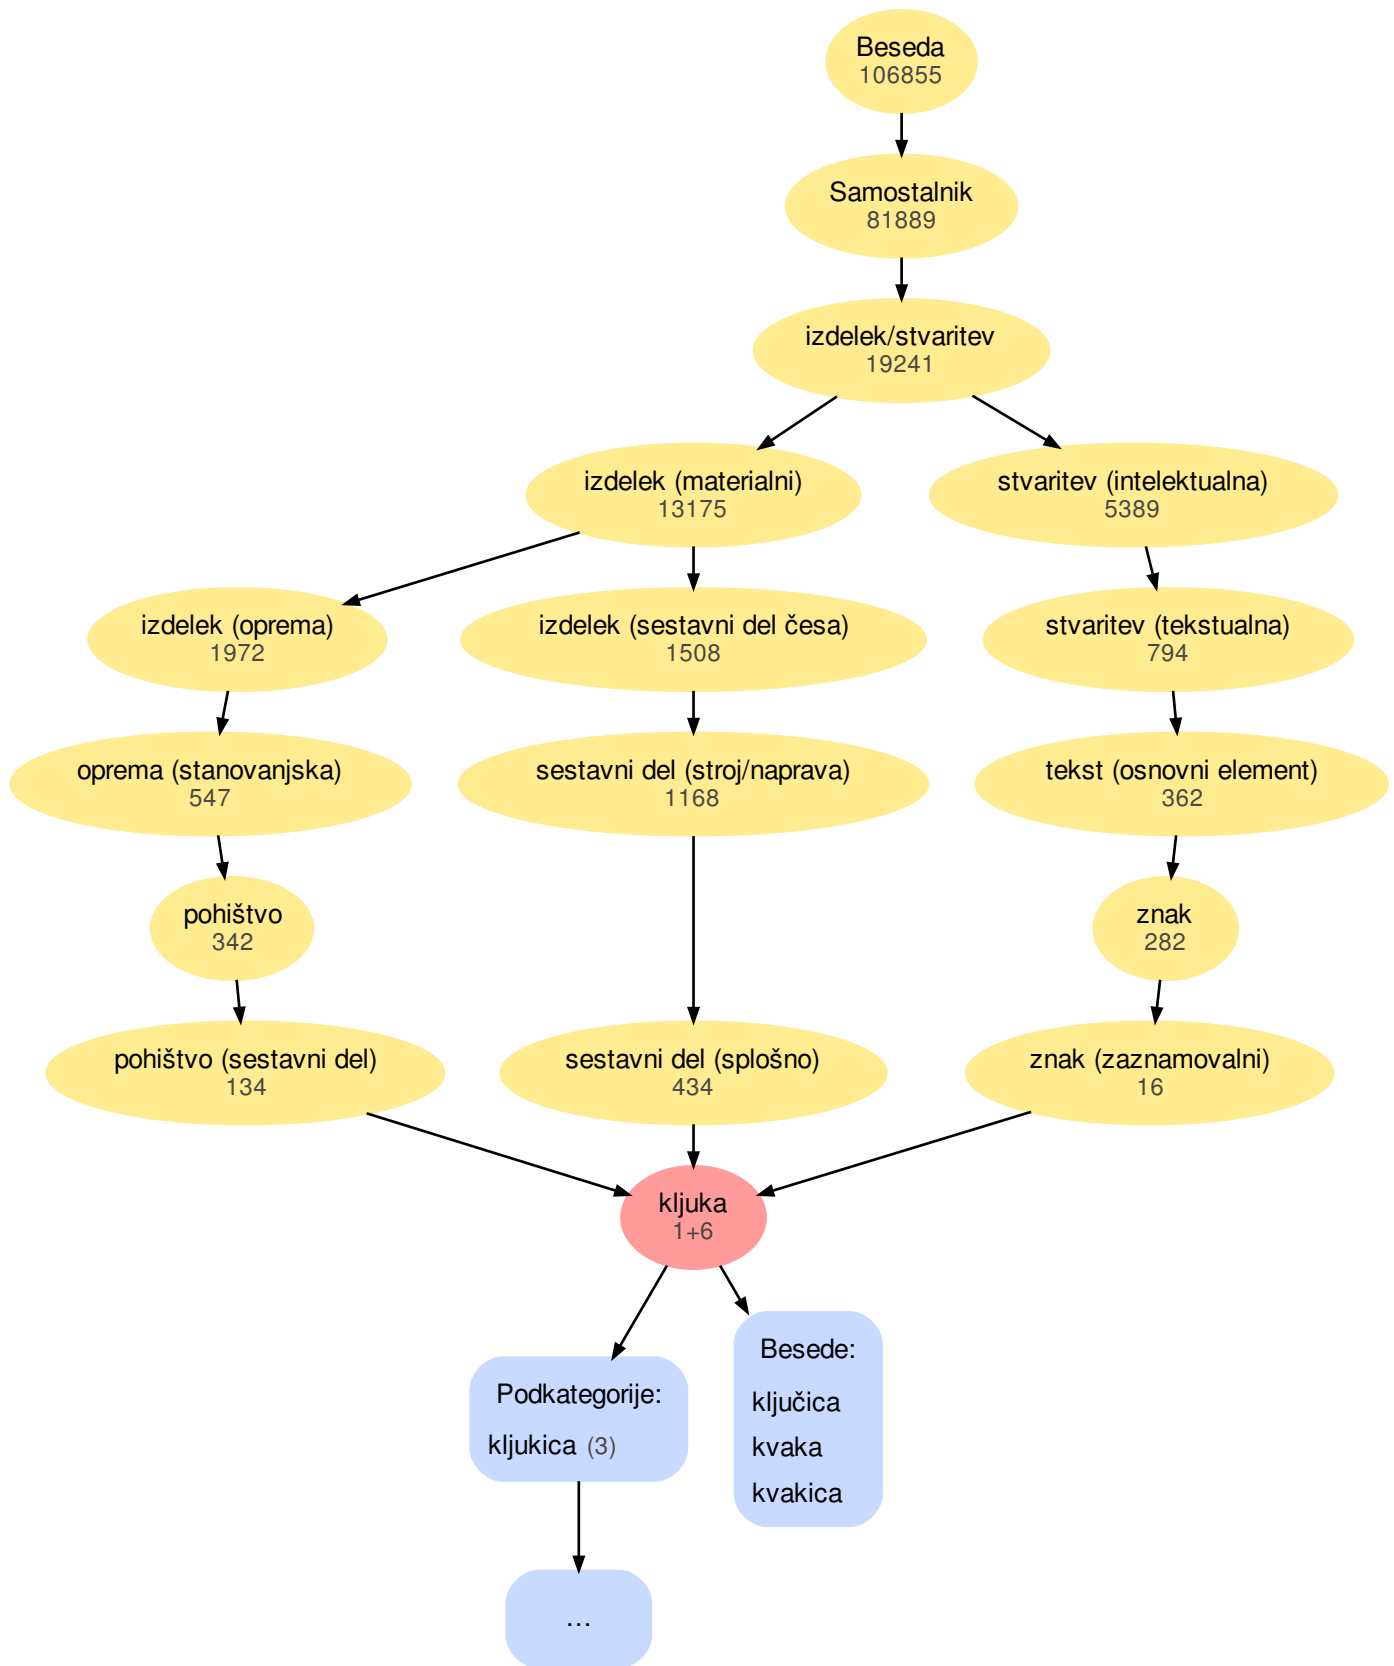 Beseda
106855
Samostalnik
81889
izdelek/stvaritev
19241
izdelek (materialni)
13175
stvaritev (intelektualna)
5389
izdelek (oprema)
1972
izdelek (sestavni del česa)
1508
stvaritev (tekstualna)
794
oprema (stanovanjska)
547
sestavni del (stroj/naprava)
1168
tekst (osnovni element)
362
pohištvo
342
znak
282
pohištvo (sestavni del)
134
sestavni del (splošno)
434
znak (zaznamovalni)
16
kljuka
1+6
Podkategorije:
kljukica (3)
Besede:
ključica
kvaka
kvakica
...